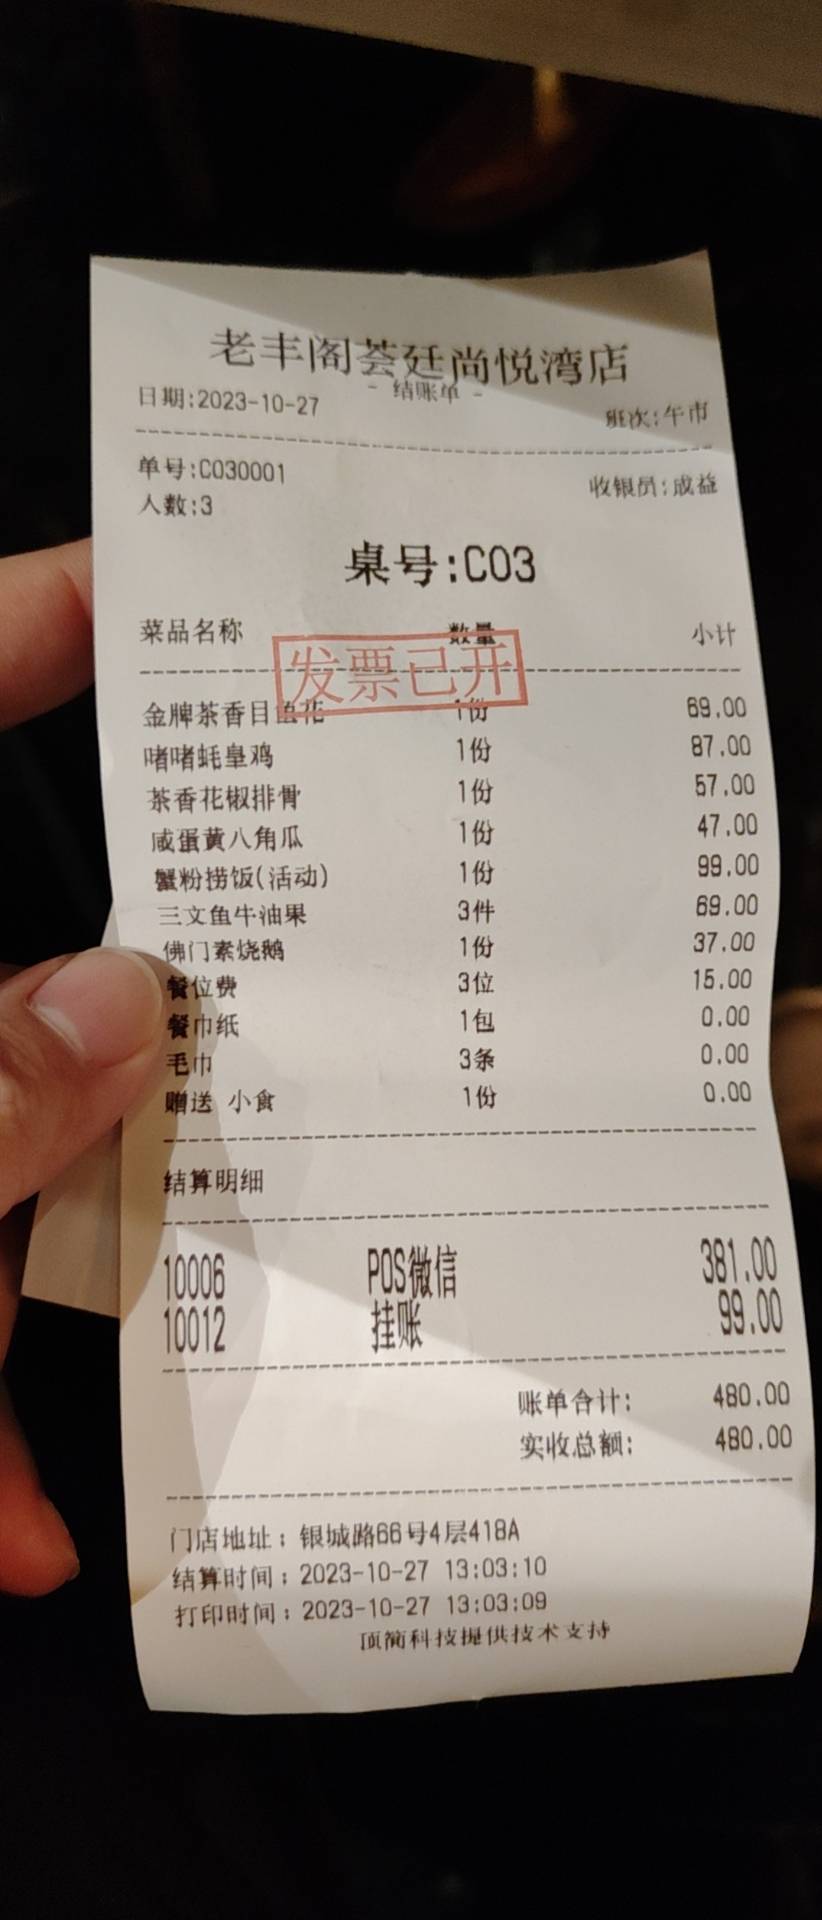 老丰阁荟廷尚悦湾店
- 结账单 -
日期:2023-10-27 班次:午市
单号:C030001 收银员:成益
人数:3
桌号:C03
菜品名称 数量 小计
发票已开
金牌茶香目鱼花 1份 69.00
啫啫蚝皇鸡 1份 87.00
茶香花椒排骨 1份 57.00
咸蛋黄八角瓜 1份 47.00
蟹粉捞饭(活动) 1份 99.00
三文鱼牛油果 3件 69.00
佛门素烧鹅 1份 37.00
餐位费 3位 15.00
餐巾纸 1包 0.00
毛巾 3条 0.00
赠送 小食 1份 0.00
结算明细
10006 POS微信 381.00
10012 挂账 99.00
账单合计: 480.00
实收总额: 480.00
门店地址：银城路66号4层418A
结算时间：2023-10-27 13:03:10
打印时间：2023-10-27 13:03:09
顶简科技提供技术支持